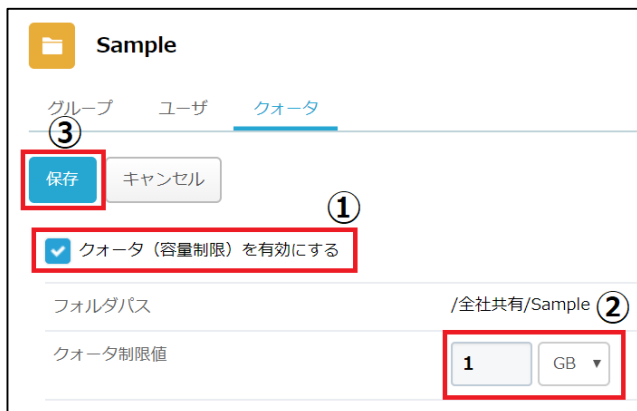 Sample
グループ ユーザ クォータ
③
保存 キャンセル
①
クォータ（容量制限）を有効にする
フォルダパス /全社共有/Sample ②
クォータ制限値 1 GB ▼